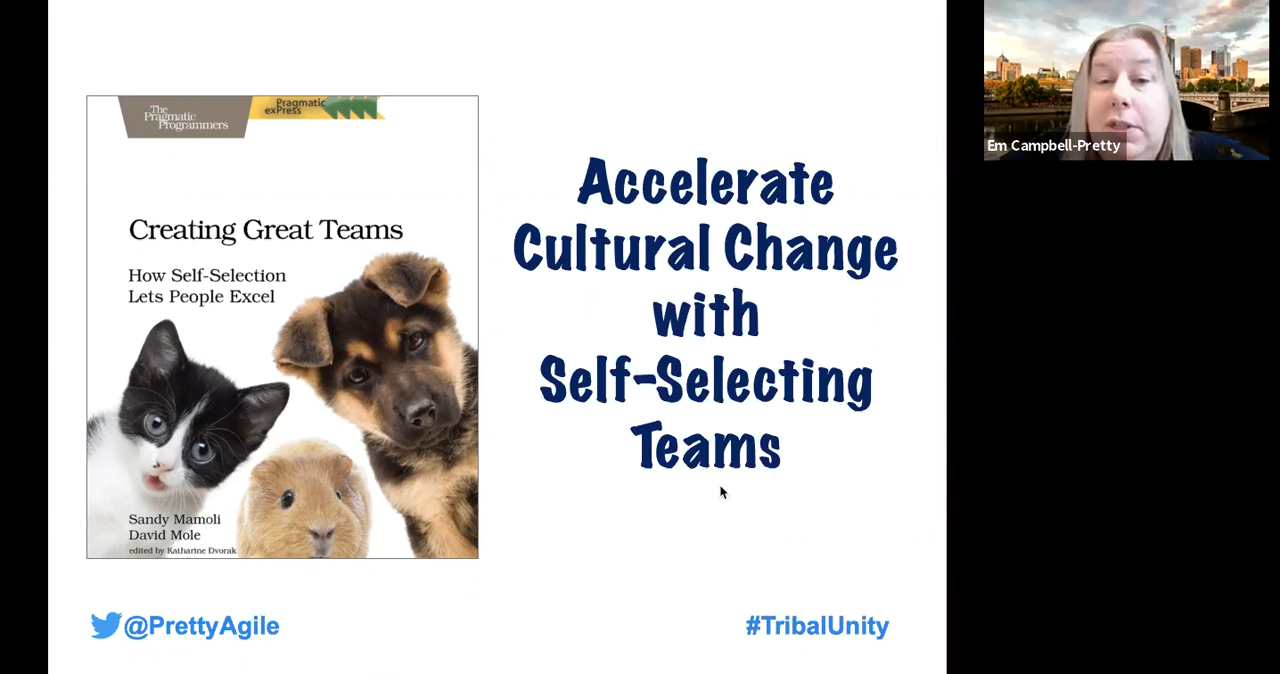 The
Pragmatic
Programmers
Pragmatic
exPress
Creating Great Teams
How Self-Selection
Lets People Excel
Sandy Mamoli
David Mole
edited by Katharine Dvorak
Accelerate
Cultural Change
with
Self-Selecting
Teams
@PrettyAgile
#TribalUnity
Em Campbell-Pretty